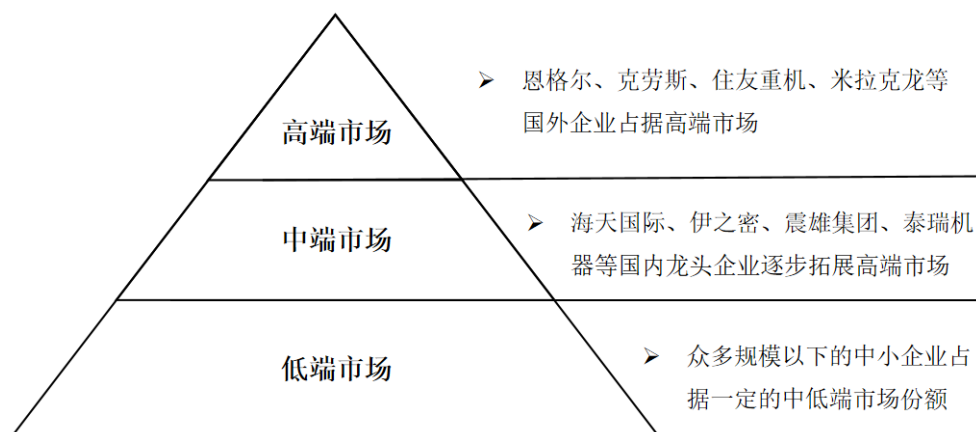 恩格尔、克劳斯、住友重机、米拉克龙等
国外企业占据高端市场
高端市场
海天国际、伊之密、震雄集团、泰瑞机
器等国内龙头企业逐步拓展高端市场
中端市场
众多规模以下的中小企业占
据一定的中低端市场份额
低端市场